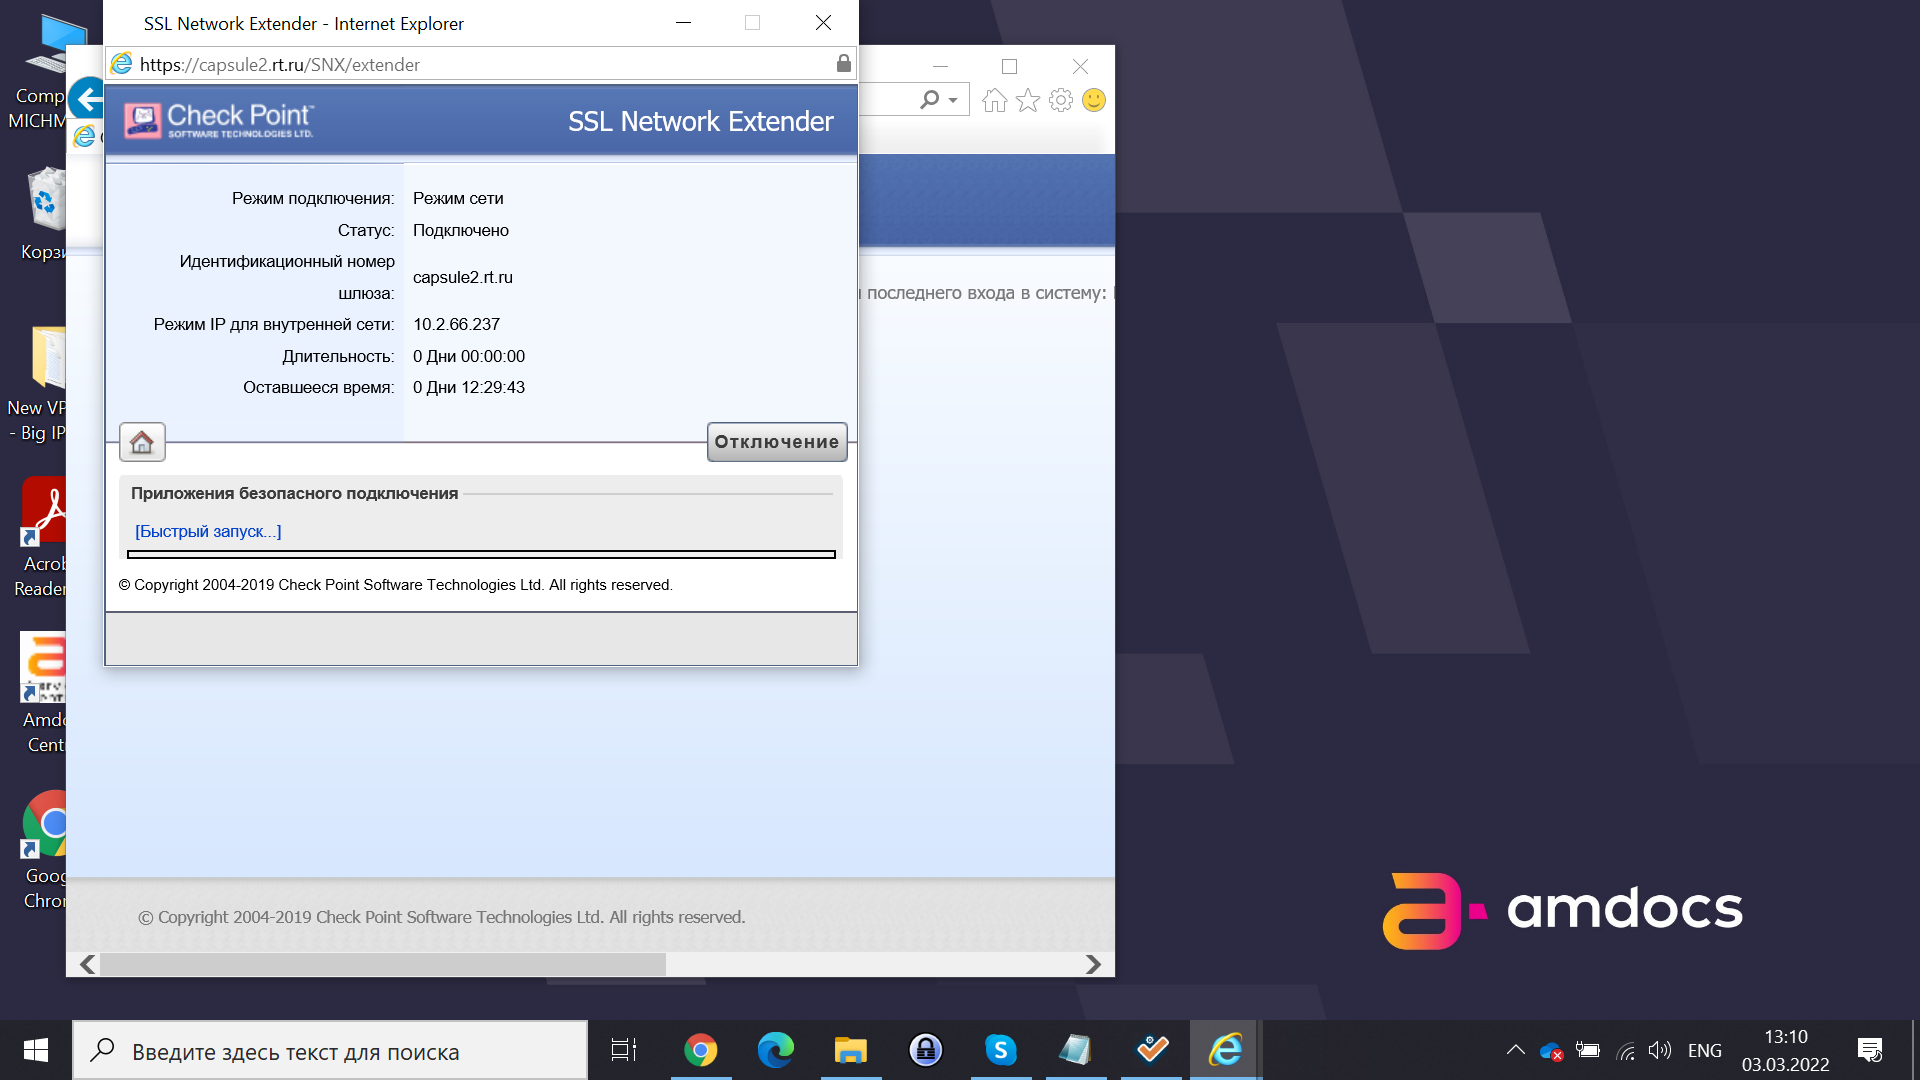 SSL Network Extender - Internet Explorer
https://capsule2.rt.ru/SNX/extender
Check Point™
SOFTWARE TECHNOLOGIES LTD.
SSL Network Extender
Режим подключения: Режим сети
Статус: Подключено
Идентификационный номер
шлюза: capsule2.rt.ru
Режим IP для внутренней сети: 10.2.66.237
Длительность: 0 Дни 00:00:00
Оставшееся время: 0 Дни 12:29:43
Отключение
Приложения безопасного подключения
[Быстрый запуск...]
© Copyright 2004-2019 Check Point Software Technologies Ltd. All rights reserved.
последнего входа в систему:
© Copyright 2004-2019 Check Point Software Technologies Ltd. All rights reserved.
Comp
MICHM
Корзи
New VP
- Big IP
Acrob
Reader
Amdo
Cent
Goog
Chro
amdocs
Введите здесь текст для поиска
ENG
13:10
03.03.2022